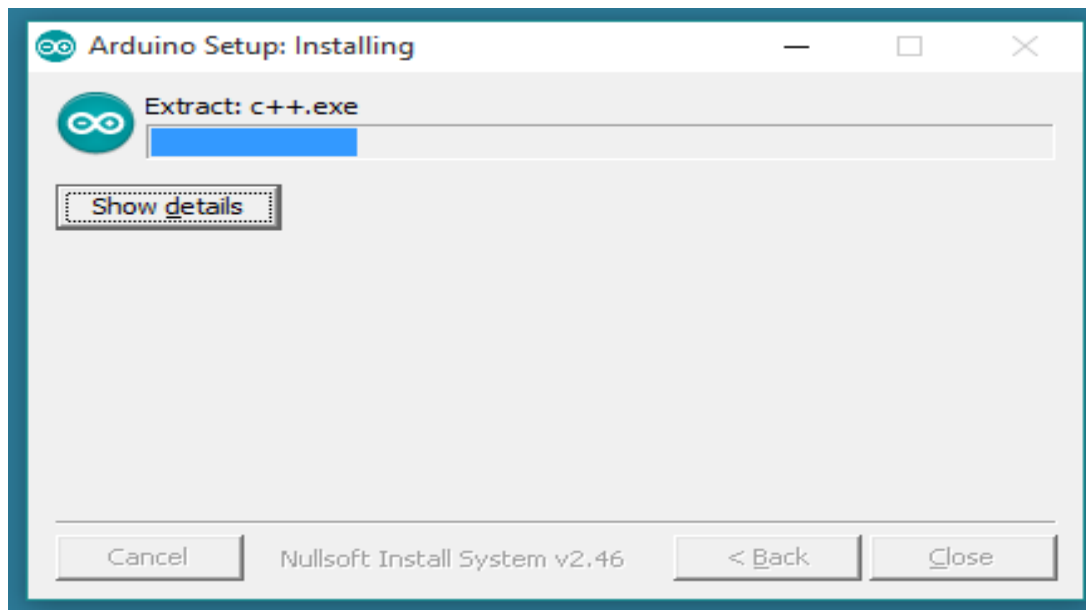 Arduino Setup: Installing
Extract: c++.exe
Show details
Cancel
Nullsoft Install System v2.46
< Back
Close